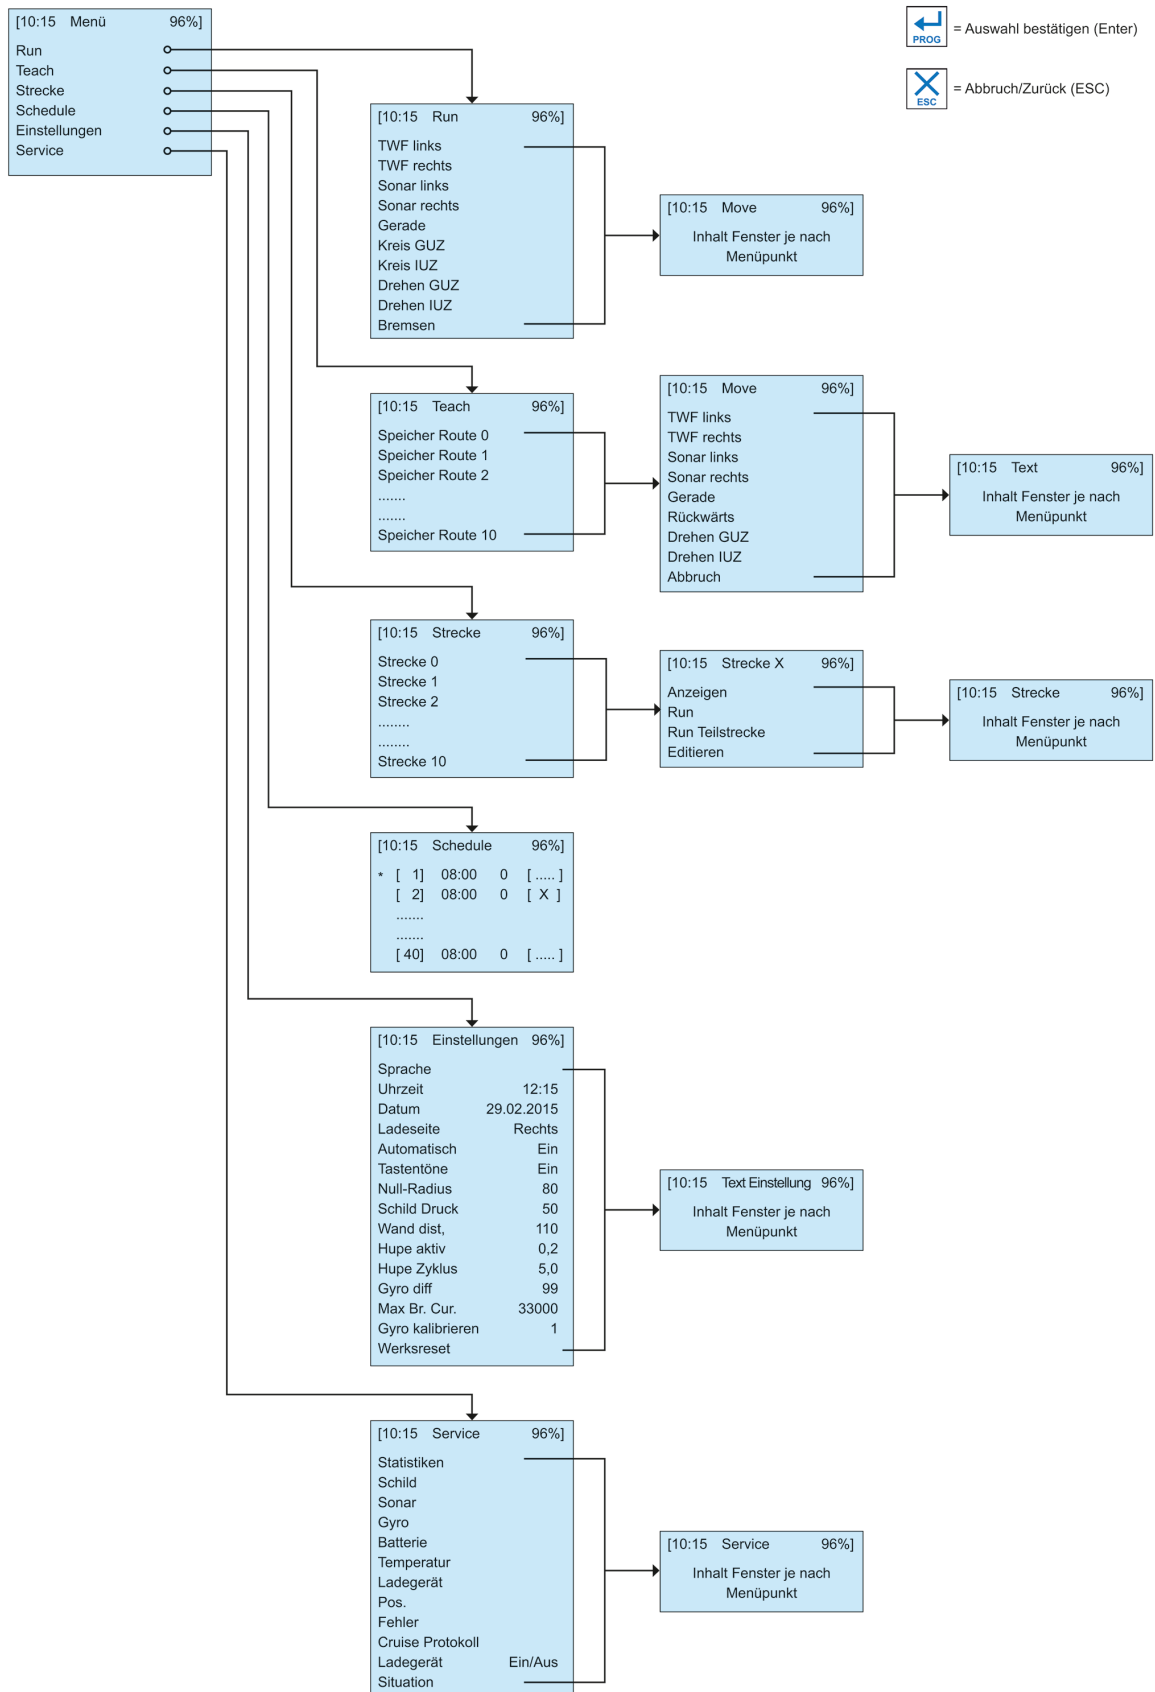 [10:15 Menü 96%]
Run
Teach
Strecke
Schedule
Einstellungen
Service
PROG
= Auswahl bestätigen (Enter)
ESC
= Abbruch/Zurück (ESC)
[10:15 Run 96%]
TWF links
TWF rechts
Sonar links
Sonar rechts
Gerade
Kreis GUZ
Kreis IUZ
Drehen GUZ
Drehen IUZ
Bremsen
[10:15 Move 96%]
Inhalt Fenster je nach
Menüpunkt
[10:15 Teach 96%]
Speicher Route 0
Speicher Route 1
Speicher Route 2
.......
.......
Speicher Route 10
[10:15 Move 96%]
TWF links
TWF rechts
Sonar links
Sonar rechts
Gerade
Rückwärts
Drehen GUZ
Drehen IUZ
Abbruch
[10:15 Text 96%]
Inhalt Fenster je nach
Menüpunkt
[10:15 Strecke 96%]
Strecke 0
Strecke 1
Strecke 2
........
........
Strecke 10
[10:15 Strecke X 96%]
Anzeigen
Run
Run Teilstrecke
Editieren
[10:15 Strecke 96%]
Inhalt Fenster je nach
Menüpunkt
[10:15 Schedule 96%]
* [ 1] 08:00 0 [ ..... ]
[ 2] 08:00 0 [ X ]
.......
.......
[ 40] 08:00 0 [ ..... ]
[10:15 Einstellungen 96%]
Sprache
Uhrzeit 12:15
Datum 29.02.2015
Ladeseite Rechts
Automatisch Ein
Tastentöne Ein
Null-Radius 80
Schild Druck 50
Wand dist, 110
Hupe aktiv 0,2
Hupe Zyklus 5,0
Gyro diff 99
Max Br. Cur. 33000
Gyro kalibrieren 1
Werksreset
[10:15 Text Einstellung 96%]
Inhalt Fenster je nach
Menüpunkt
[10:15 Service 96%]
Statistiken
Schild
Sonar
Gyro
Batterie
Temperatur
Ladegerät
Pos.
Fehler
Cruise Protokoll
Ladegerät Ein/Aus
Situation
[10:15 Service 96%]
Inhalt Fenster je nach
Menüpunkt